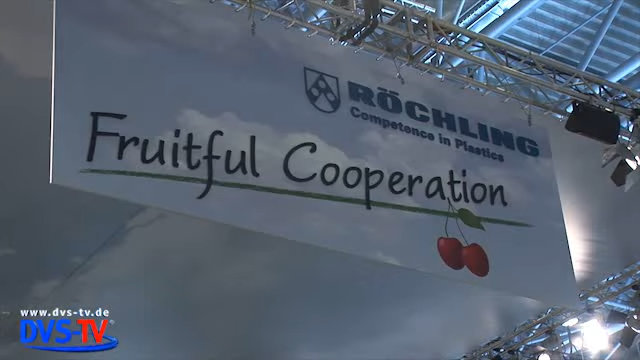 RÖCHLING
Competence in Plastics
Fruitful Cooperation
www.dvs-tv.de
DVS-TV